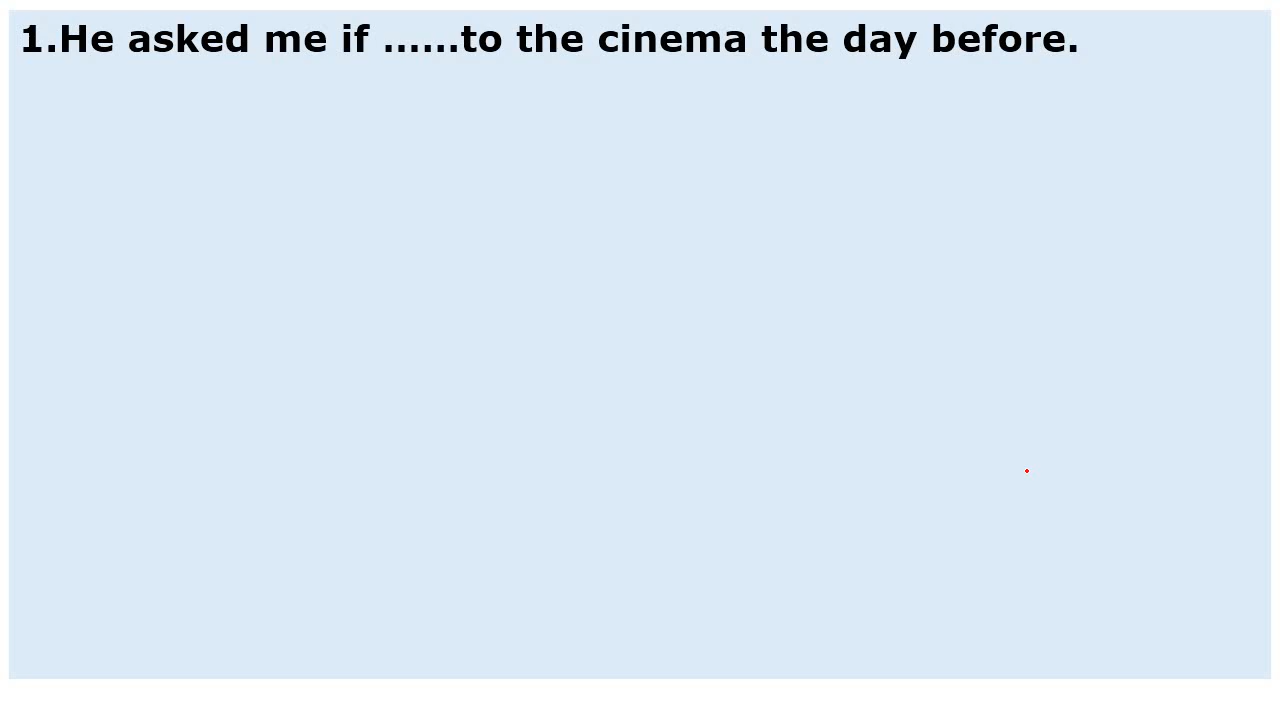 1.He asked me if ......to the cinema the day before.